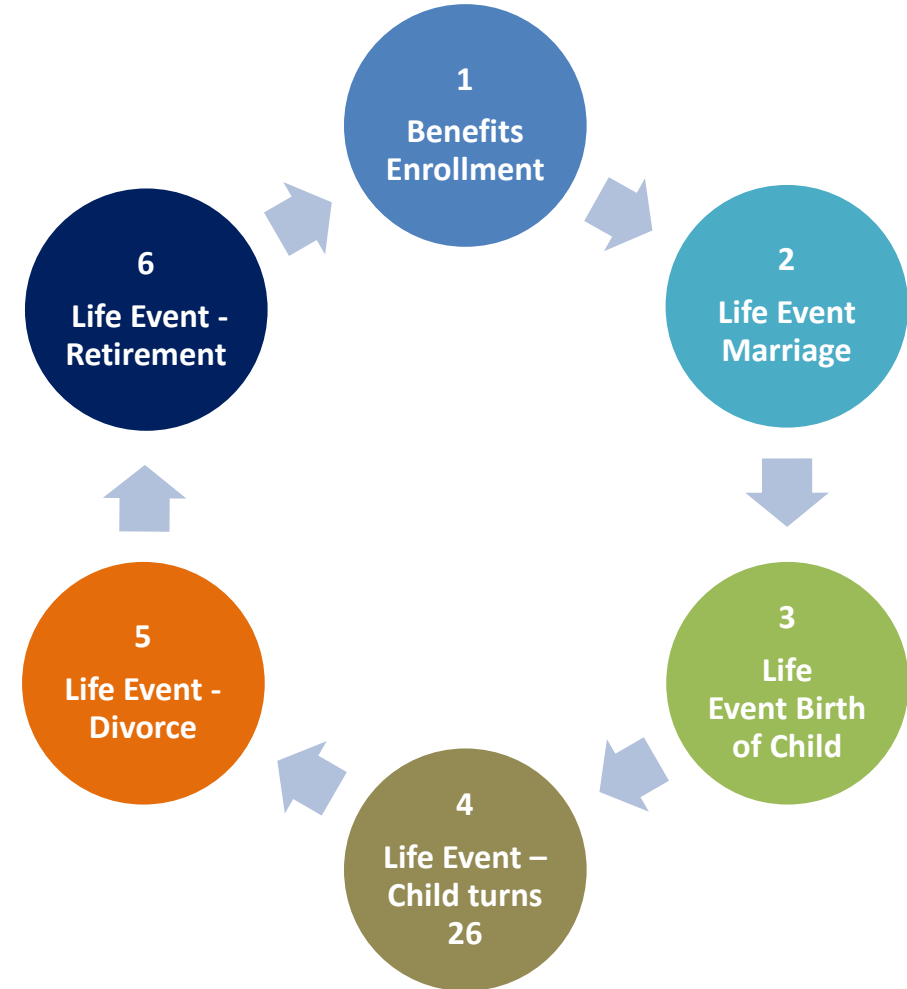 1
Benefits
Enrollment
2
Life Event
Marriage
3
Life
Event Birth
of Child
4
Life Event –
Child turns
26
5
Life Event -
Divorce
6
Life Event -
Retirement